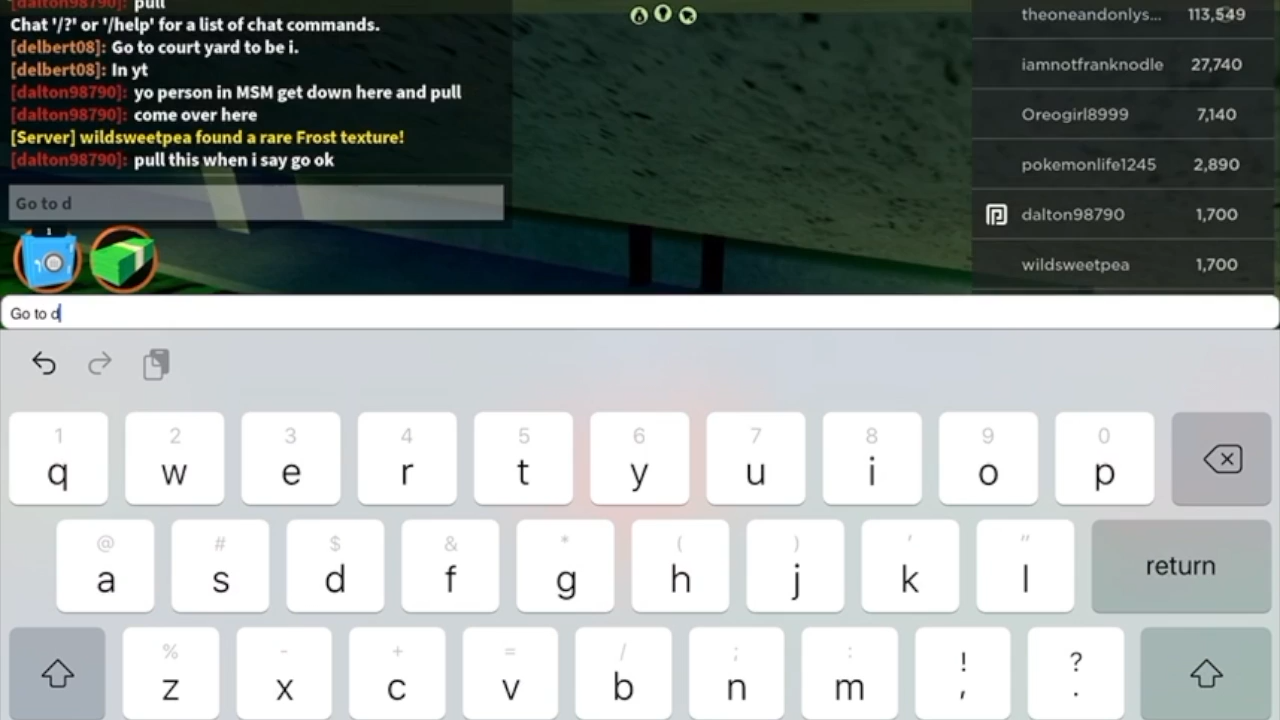 [dalton98790]: pull
Chat '/?' or '/help' for a list of chat commands.
[delbert08]: Go to court yard to be i.
[delbert08]: In yt
[dalton98790]: yo person in MSM get down here and pull
[dalton98790]: come over here
[Server] wildsweetpea found a rare Frost texture!
[dalton98790]: pull this when i say go ok
Go to d
1
theoneandonlys... 113,549
iamnotfranknodle 27,740
Oreogirl8999 7,140
pokemonlife1245 2,890
dalton98790 1,700
wildsweetpea 1,700
Go to d
1 2 3 4 5 6 7 8 9 0
q w e r t y u i o p
@ # $ & * ( ) ' "
a s d f g h j k l return
% - + = / ; : ! ?
z x c v b n m , .